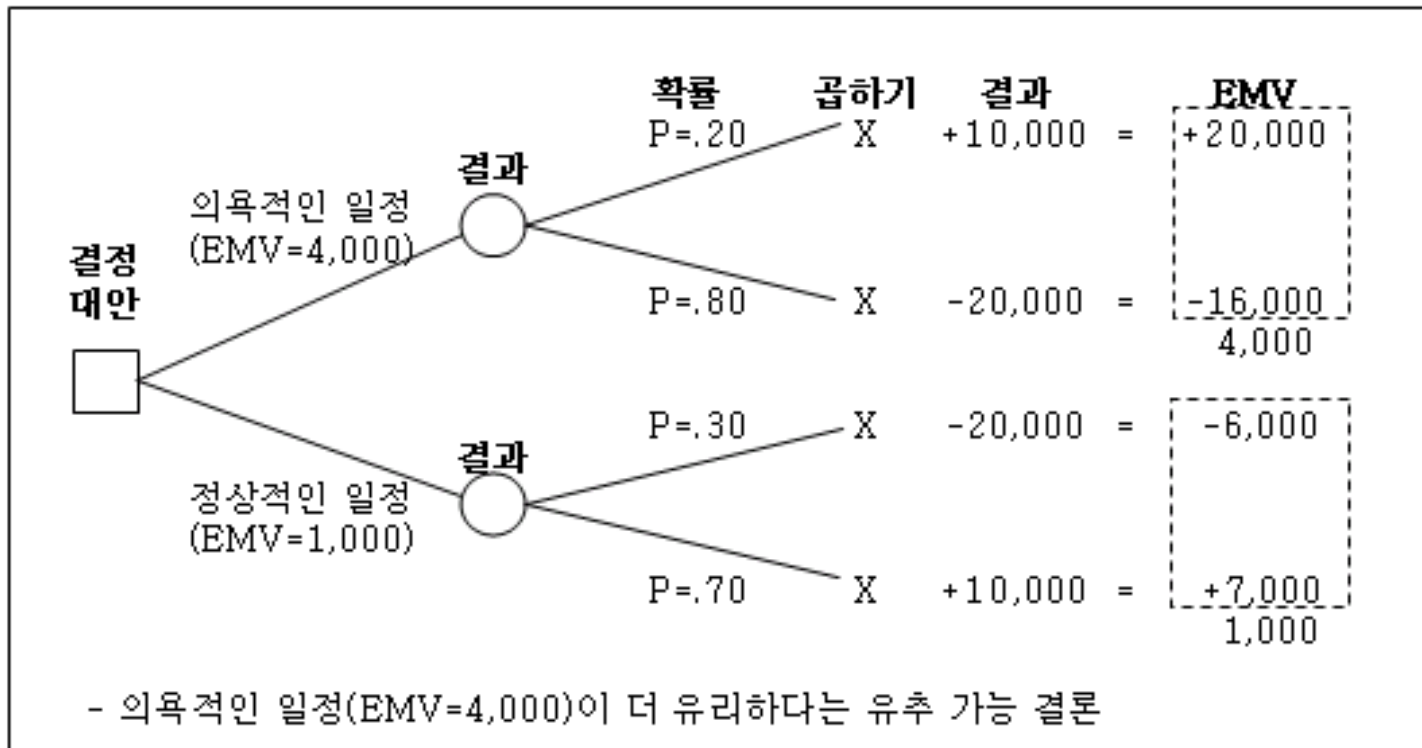 확률 곱하기 결과 EMV
P=.20 X +10,000 = +20,000
결과
의욕적인 일정
(EMV=4,000)
결정
대안
P=.80 X -20,000 = -16,000
4,000
P=.30 X -20,000 = -6,000
결과
정상적인 일정
(EMV=1,000)
P=.70 X +10,000 = +7,000
1,000
- 의욕적인 일정(EMV=4,000)이 더 유리하다는 유추 가능 결론